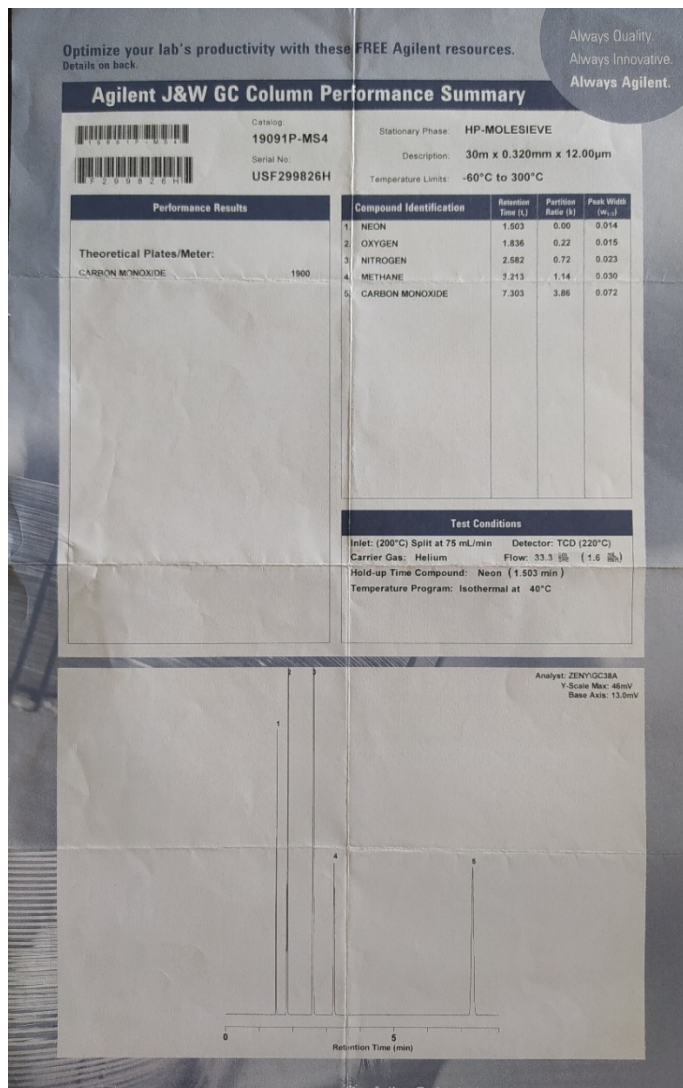 Optimize your lab's productivity with these FREE Agilent resources.
Details on back.
Always Quality.
Always Innovative.
Always Agilent.
Agilent J&W GC Column Performance Summary
Catalog:
19091P-MS4
Serial No:
USF299826H
Stationary Phase: HP-MOLESIEVE
Description: 30m x 0.320mm x 12.00µm
Temperature Limits: -60°C to 300°C
Performance Results
Theoretical Plates/Meter:
CARBON MONOXIDE 1900
Compound Identification Retention Time (tᵣ) Partition Ratio (k) Peak Width (W₁/₂)
1. NEON 1.503 0.00 0.014
2. OXYGEN 1.836 0.22 0.015
3. NITROGEN 2.582 0.72 0.023
4. METHANE 3.213 1.14 0.030
5. CARBON MONOXIDE 7.303 3.86 0.072
Test Conditions
Inlet: (200°C) Split at 75 mL/min Detector: TCD (220°C)
Carrier Gas: Helium Flow: 33.3 (1.6
Hold-up Time Compound: Neon (1.503 min)
Temperature Program: Isothermal at 40°C
Analyst: ZENY\GC38A
Y-Scale Max: 46mV
Base Axis: 13.0mV
1
2
3
4
5
0 5
Retention Time (min)